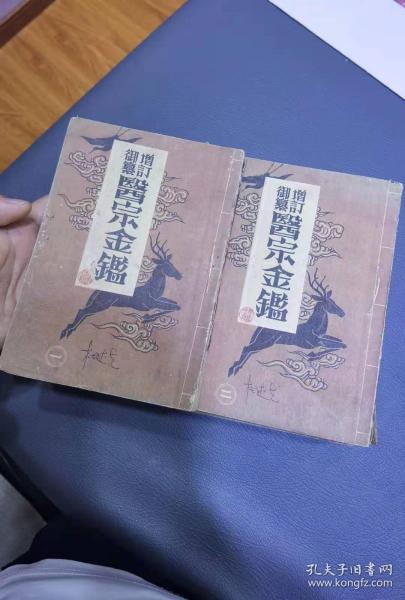 增訂
御纂
醫宗金鑑
一
增訂
御纂
醫宗金鑑
二
孔夫子旧书网
www.kongfz.com